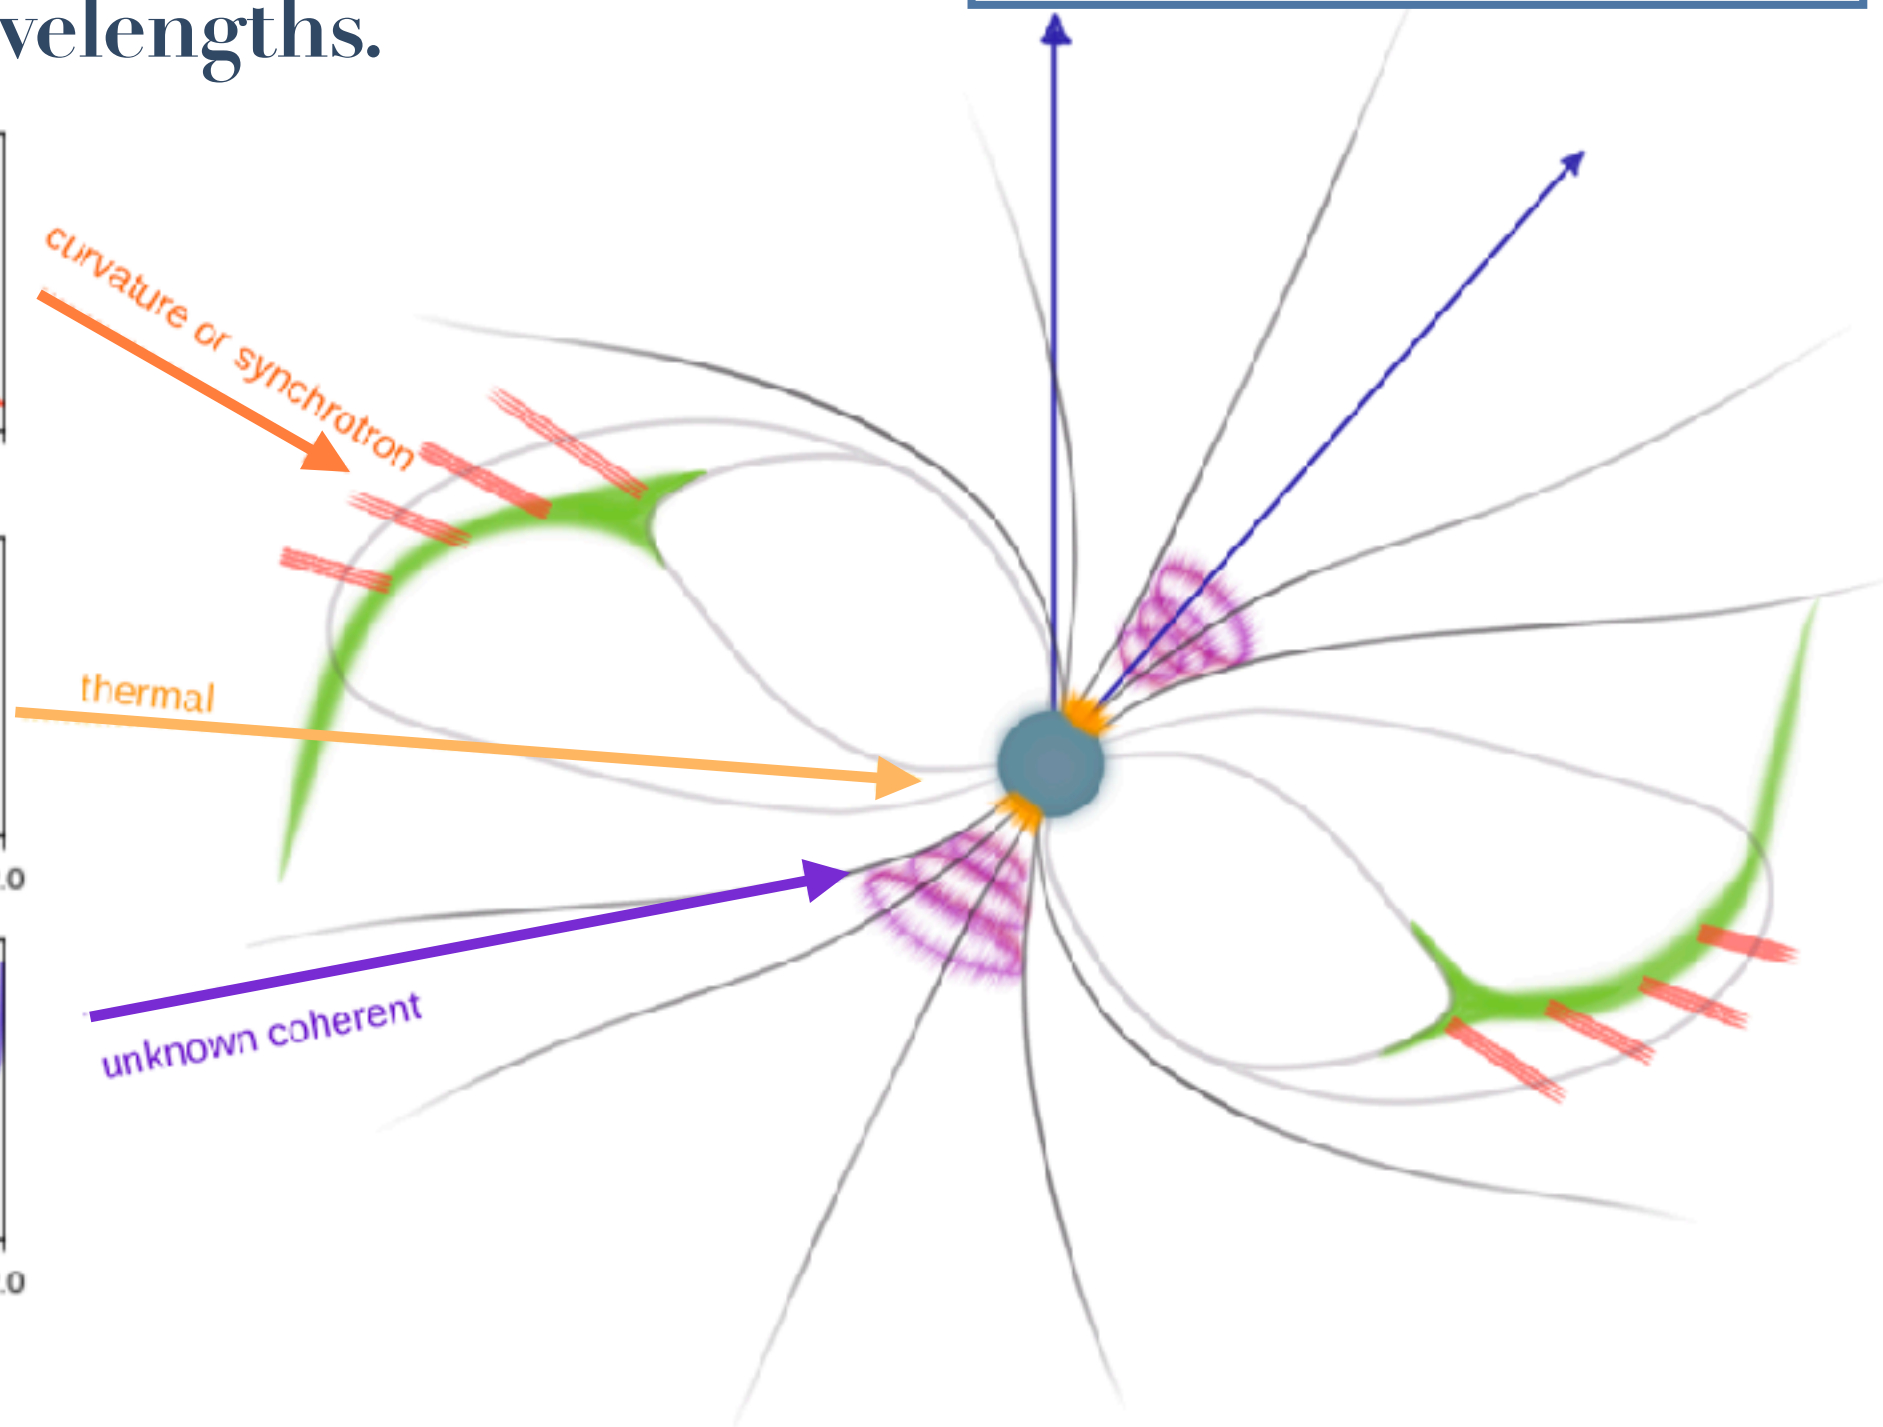 velengths.
curvature or synchrotron
thermal
.0
unknown coherent
.0